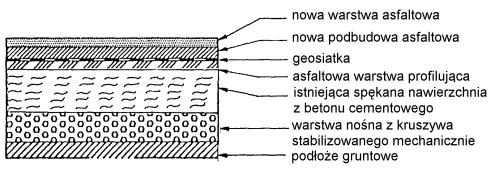 nowa warstwa asfaltowa
nowa podbudowa asfaltowa
geosiatka
asfaltowa warstwa profilująca
istniejąca spękana nawierzchnia
z betonu cementowego
warstwa nośna z kruszywa
stabilizowanego mechanicznie
podłoże gruntowe